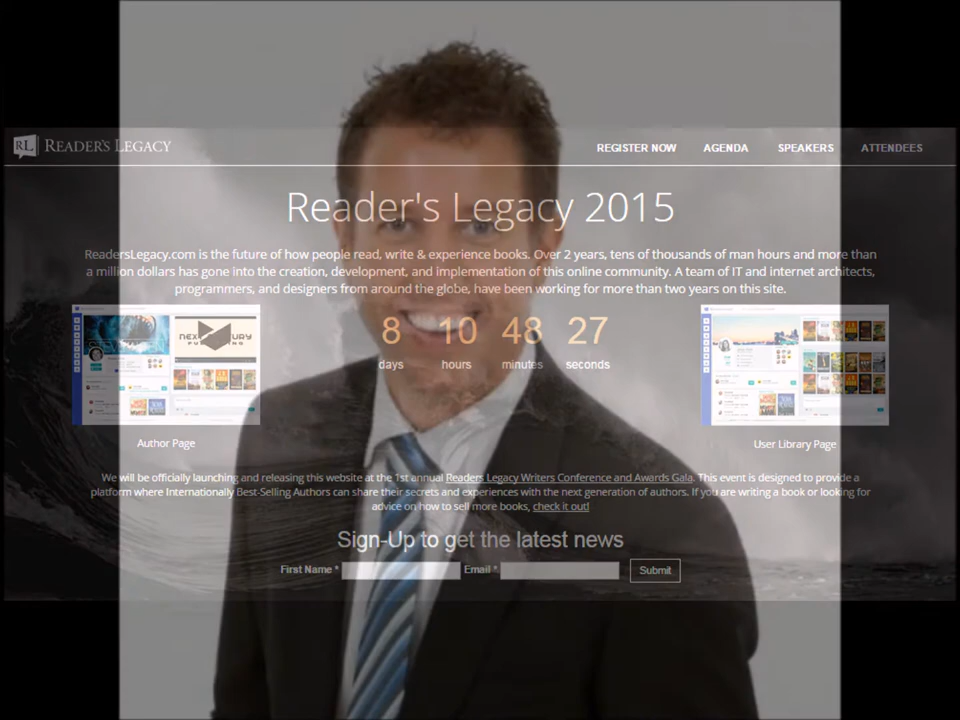 RL READER'S LEGACY
REGISTER NOW AGENDA SPEAKERS ATTENDEES
Reader's Legacy 2015
ReadersLegacy.com is the future of how people read, write & experience books. Over 2 years, tens of thousands of man hours and more than
a million dollars has gone into the creation, development, and implementation of this online community. A team of IT and internet architects,
programmers, and designers from around the globe, have been working for more than two years on this site.
8 10 48 27
days hours minutes seconds
Author Page
User Library Page
We will be officially launching and releasing this website at the 1st annual Readers Legacy Writers Conference and Awards Gala. This event is designed to provide a
platform where Internationally Best-Selling Authors can share their secrets and experiences with the next generation of authors. If you are writing a book or looking for
advice on how to sell more books, check it out!
Sign-Up to get the latest news
First Name * Email * Submit